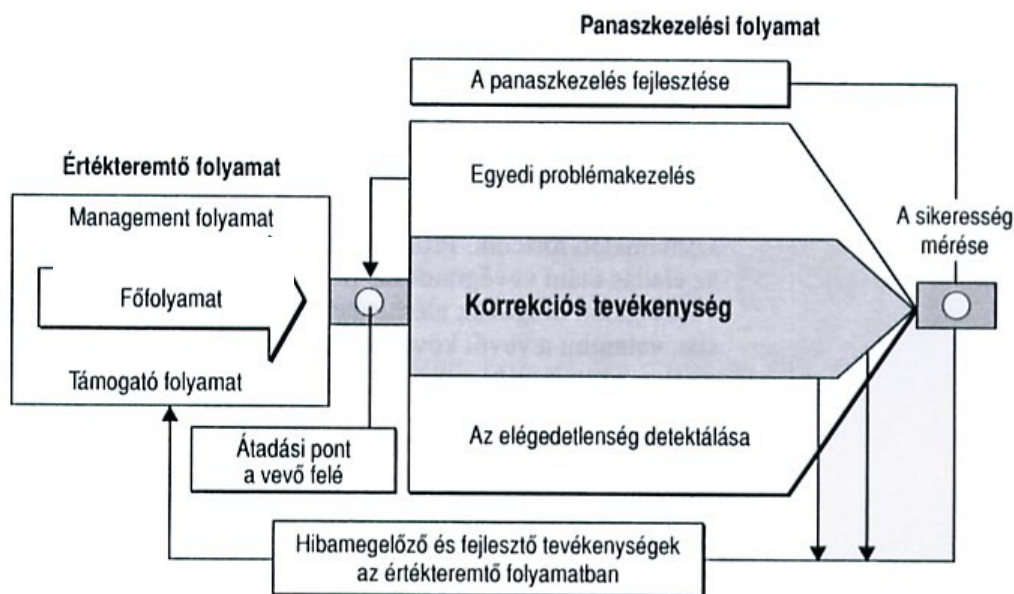 Panaszkezelési folyamat
A panaszkezelés fejlesztése
Értékteremtő folyamat
Management folyamat
Főfolyamat
Támogató folyamat
Egyedi problémakezelés
Korrekciós tevékenység
Az elégedetlenség detektálása
A sikeresség
mérése
Átadási pont
a vevő felé
Hibamegelőző és fejlesztő tevékenységek
az értékteremtő folyamatban